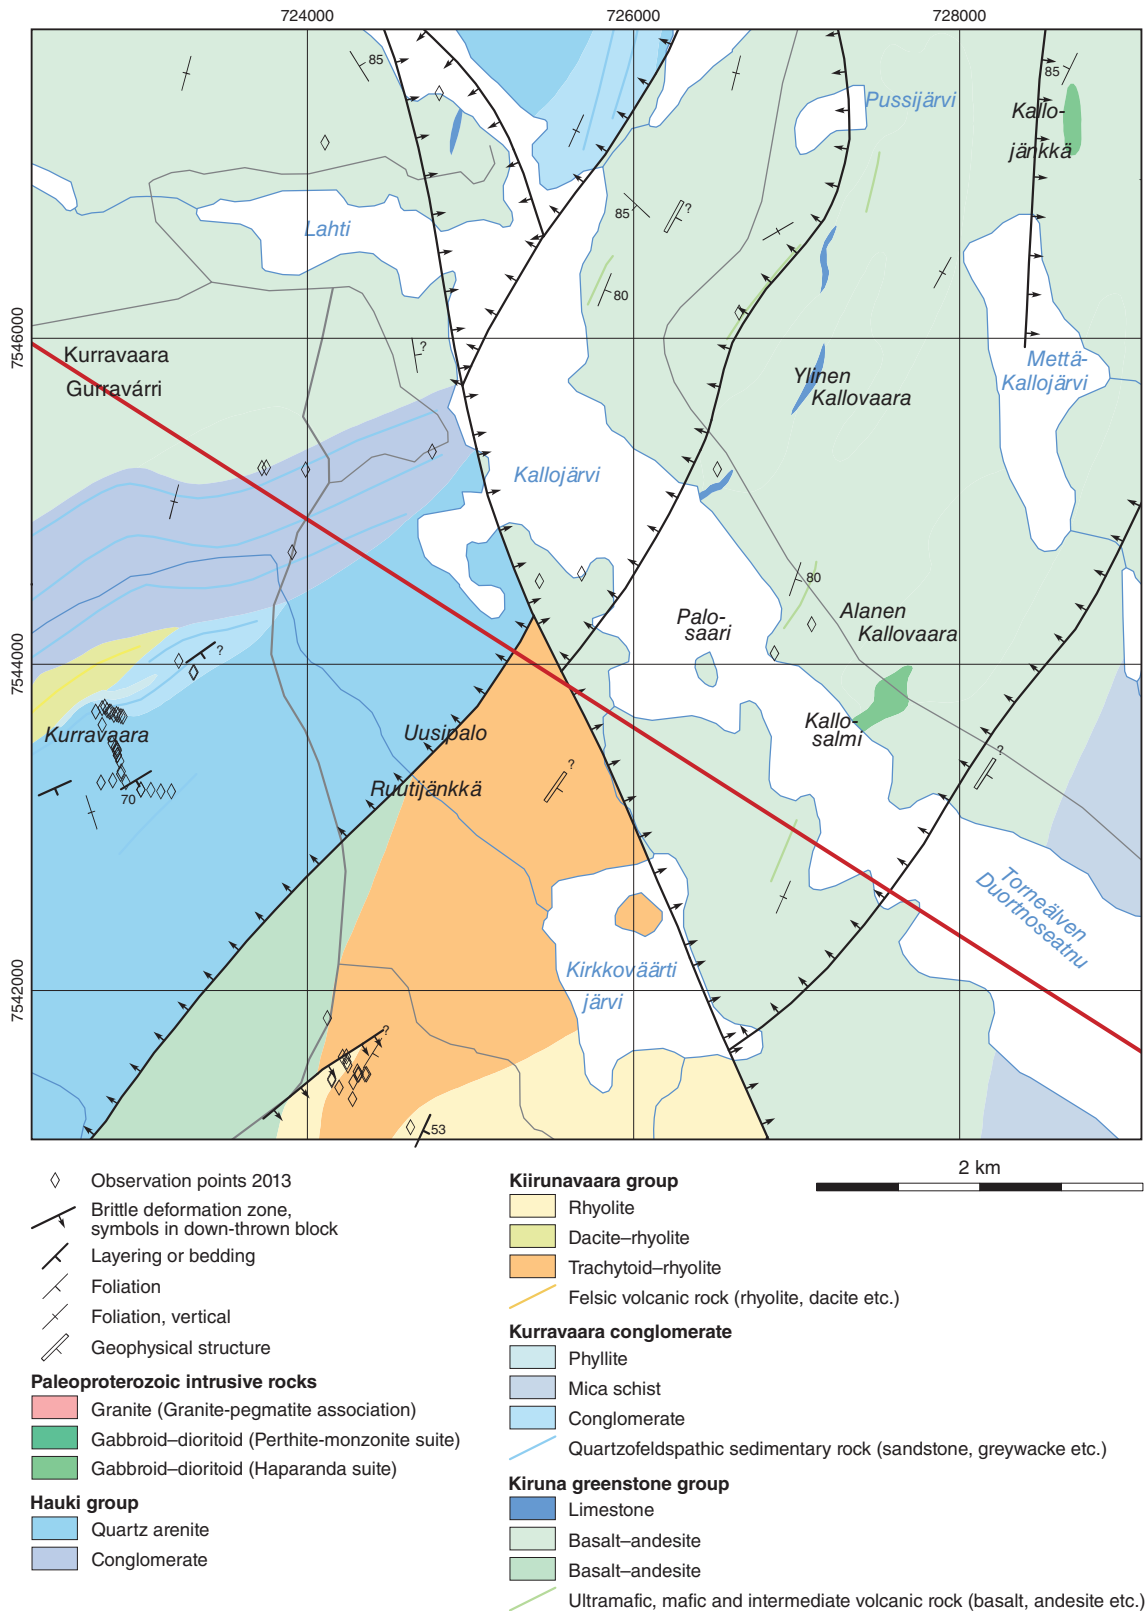 724000
726000
728000
7546000
7544000
7542000
85
85
Pussijärvi
Kallo-
jänkkä
Lahti
85
?
80
?
Kurravaara
Gurravárri
Mettä-
Kallojärvi
Ylinen
Kallovaara
Kallojärvi
80
Palo-
saari
Alanen
Kallovaara
?
Kurravaara
Uusipalo
Kallo-
salmi
?
?
Ruutijänkkä
70
Torneälven
Duortnoseatnu
Kirkkoväärti
järvi
?
53
Observation points 2013
Brittle deformation zone,
symbols in down-thrown block
Layering or bedding
Foliation
Foliation, vertical
Geophysical structure
Paleoproterozoic intrusive rocks
Granite (Granite-pegmatite association)
Gabbroid–dioritoid (Perthite-monzonite suite)
Gabbroid–dioritoid (Haparanda suite)
Hauki group
Quartz arenite
Conglomerate
Kiirunavaara group
Rhyolite
Dacite–rhyolite
Trachytoid–rhyolite
Felsic volcanic rock (rhyolite, dacite etc.)
Kurravaara conglomerate
Phyllite
Mica schist
Conglomerate
Quartzofeldspathic sedimentary rock (sandstone, greywacke etc.)
Kiruna greenstone group
Limestone
Basalt–andesite
Basalt–andesite
Ultramafic, mafic and intermediate volcanic rock (basalt, andesite etc.)
2 km